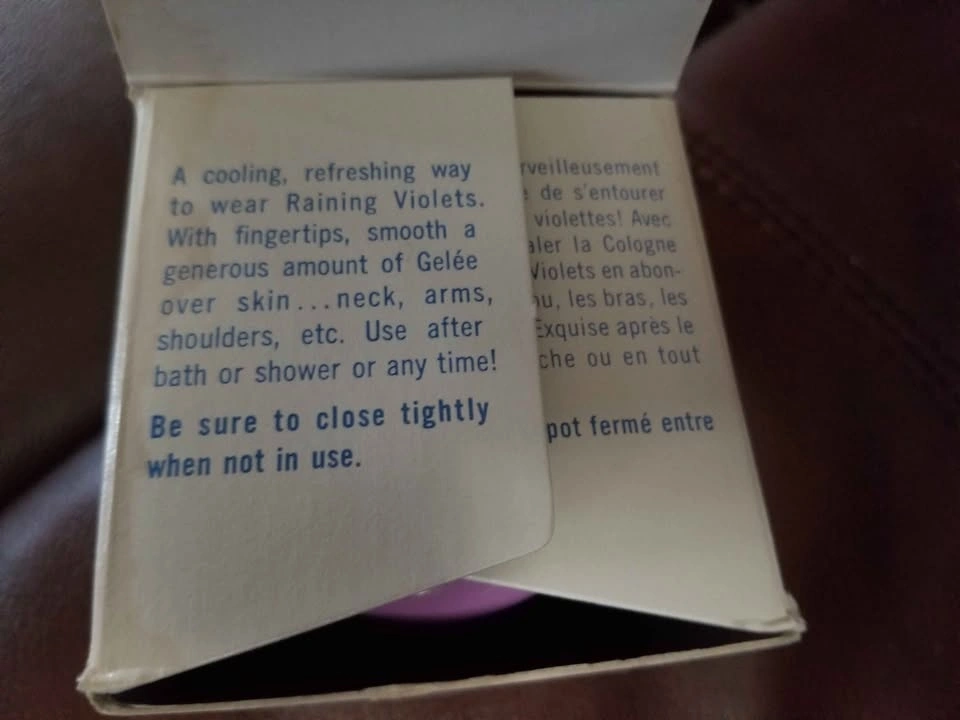 A cooling, refreshing way
to wear Raining Violets.
With fingertips, smooth a
generous amount of Gelée
over skin...neck, arms,
shoulders, etc. Use after
bath or shower or any time!
Be sure to close tightly
when not in use.
rveilleusement
de s'entourer
violettes! Avec
aler la Cologne
Violets en abon-
ou, les bras, les
Exquise après le
che ou en tout
pot fermé entre